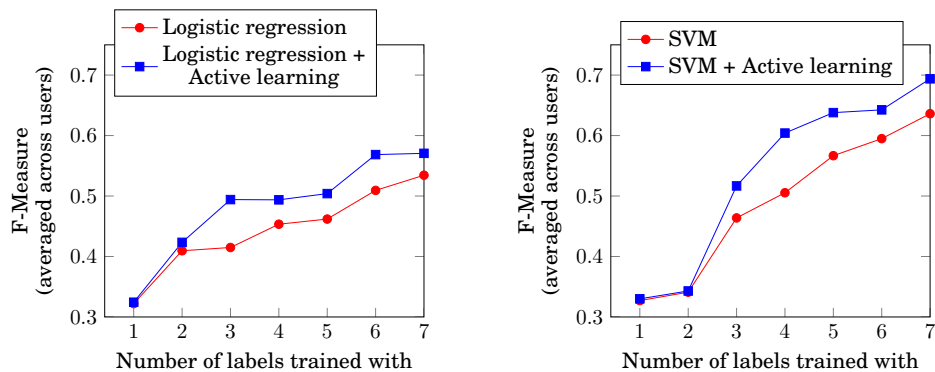 Logistic regression
Logistic regression +
Active learning
F-Measure
(averaged across users)
0.7
0.6
0.5
0.4
0.3
1 2 3 4 5 6 7
Number of labels trained with
SVM
SVM + Active learning
F-Measure
(averaged across users)
0.7
0.6
0.5
0.4
0.3
1 2 3 4 5 6 7
Number of labels trained with